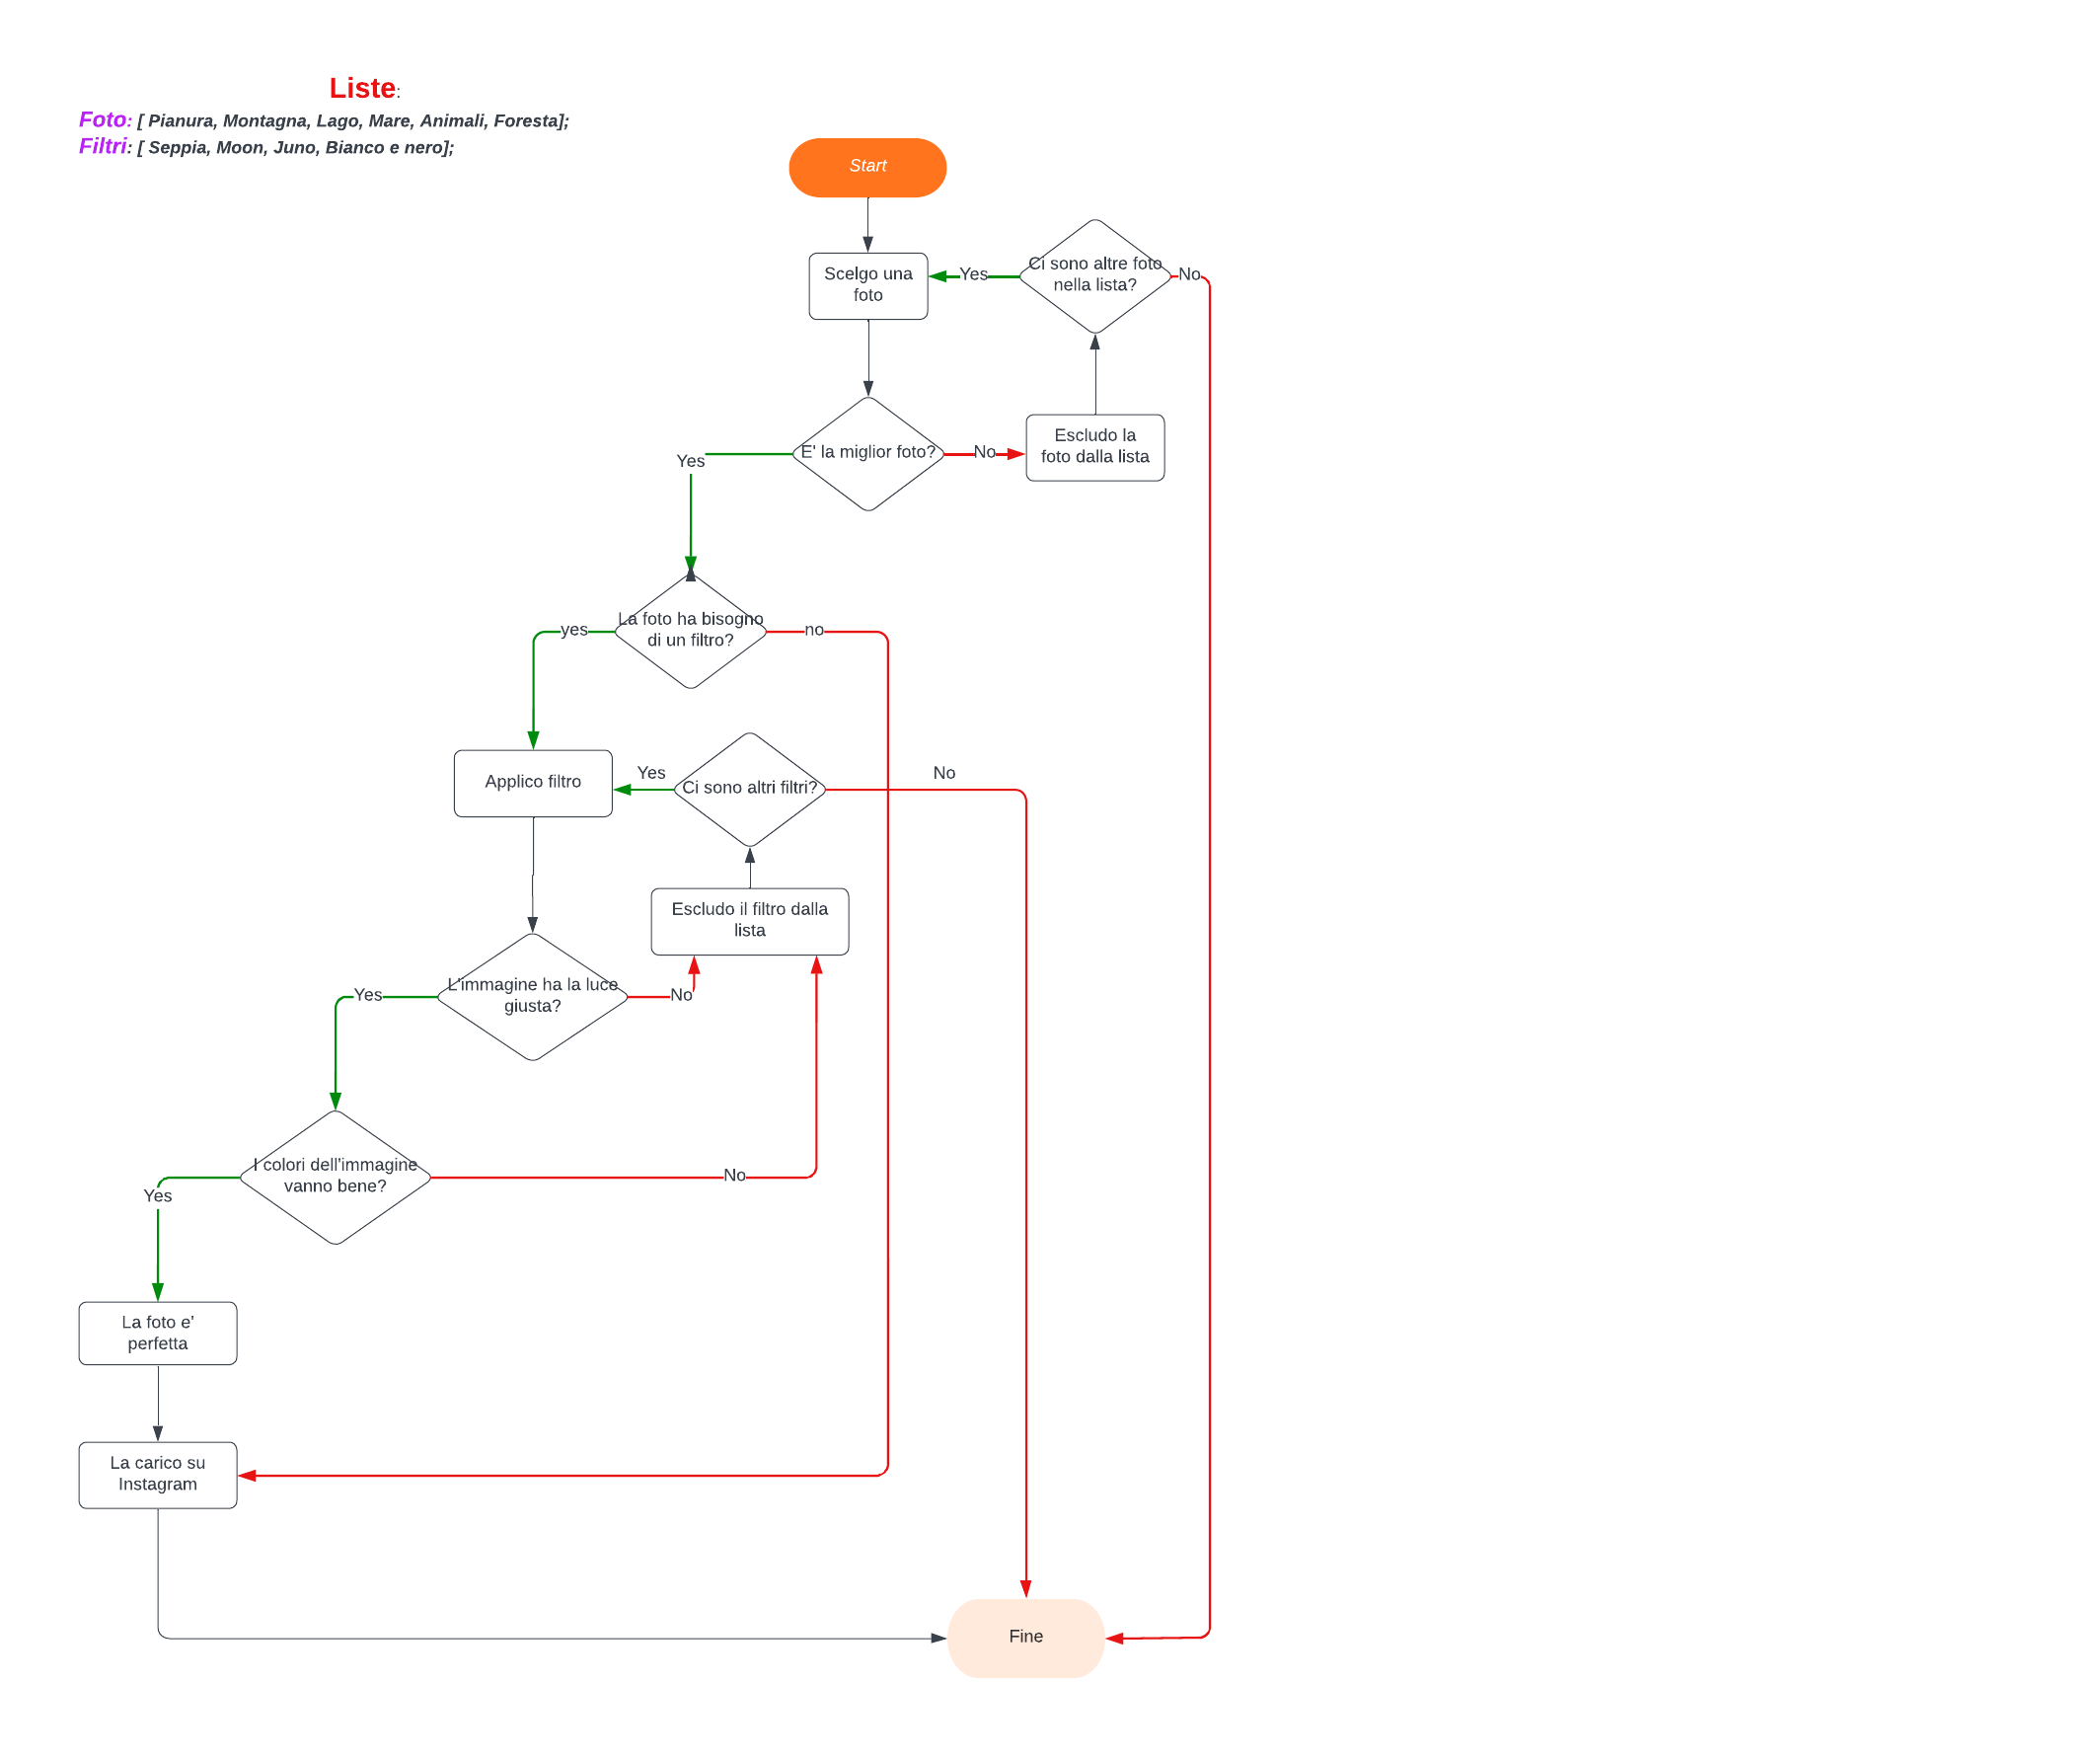 Liste:
Foto: [ Pianura, Montagna, Lago, Mare, Animali, Foresta];
Filtri: [ Seppia, Moon, Juno, Bianco e nero];
Start
Scelgo una
foto
Yes
Ci sono altre foto
nella lista?
No
E' la miglior foto?
No
Escludo la
foto dalla lista
Yes
La foto ha bisogno
di un filtro?
yes
no
Applico filtro
Yes
Ci sono altri filtri?
No
Escludo il filtro dalla
lista
L'immagine ha la luce
giusta?
Yes
No
I colori dell'immagine
vanno bene?
No
Yes
La foto e'
perfetta
La carico su
Instagram
Fine